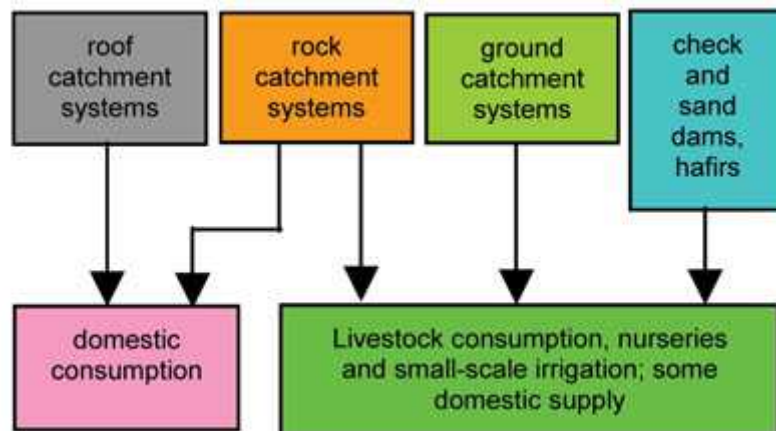 roof
catchment
systems
rock
catchment
systems
ground
catchment
systems
check
and
sand
dams,
hafirs
domestic
consumption
Livestock consumption, nurseries
and small-scale irrigation; some
domestic supply